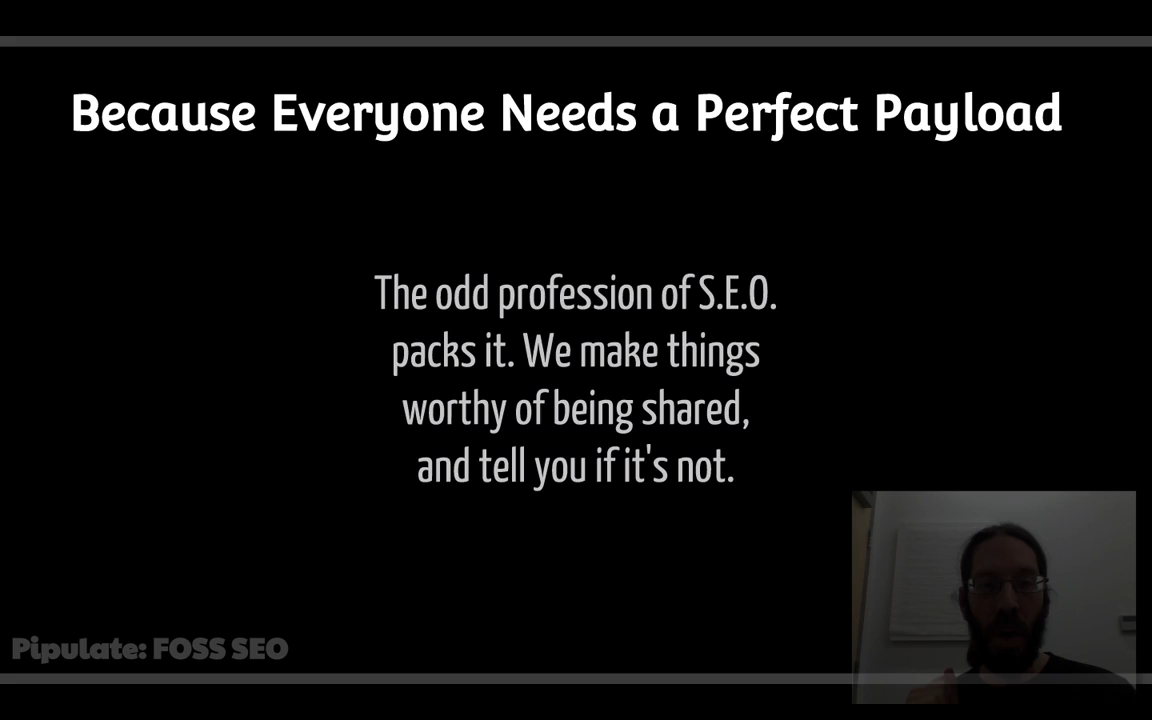 Because Everyone Needs a Perfect Payload
The odd profession of S.E.O.
packs it. We make things
worthy of being shared,
and tell you if it's not.
Pipulate: FOSS SEO